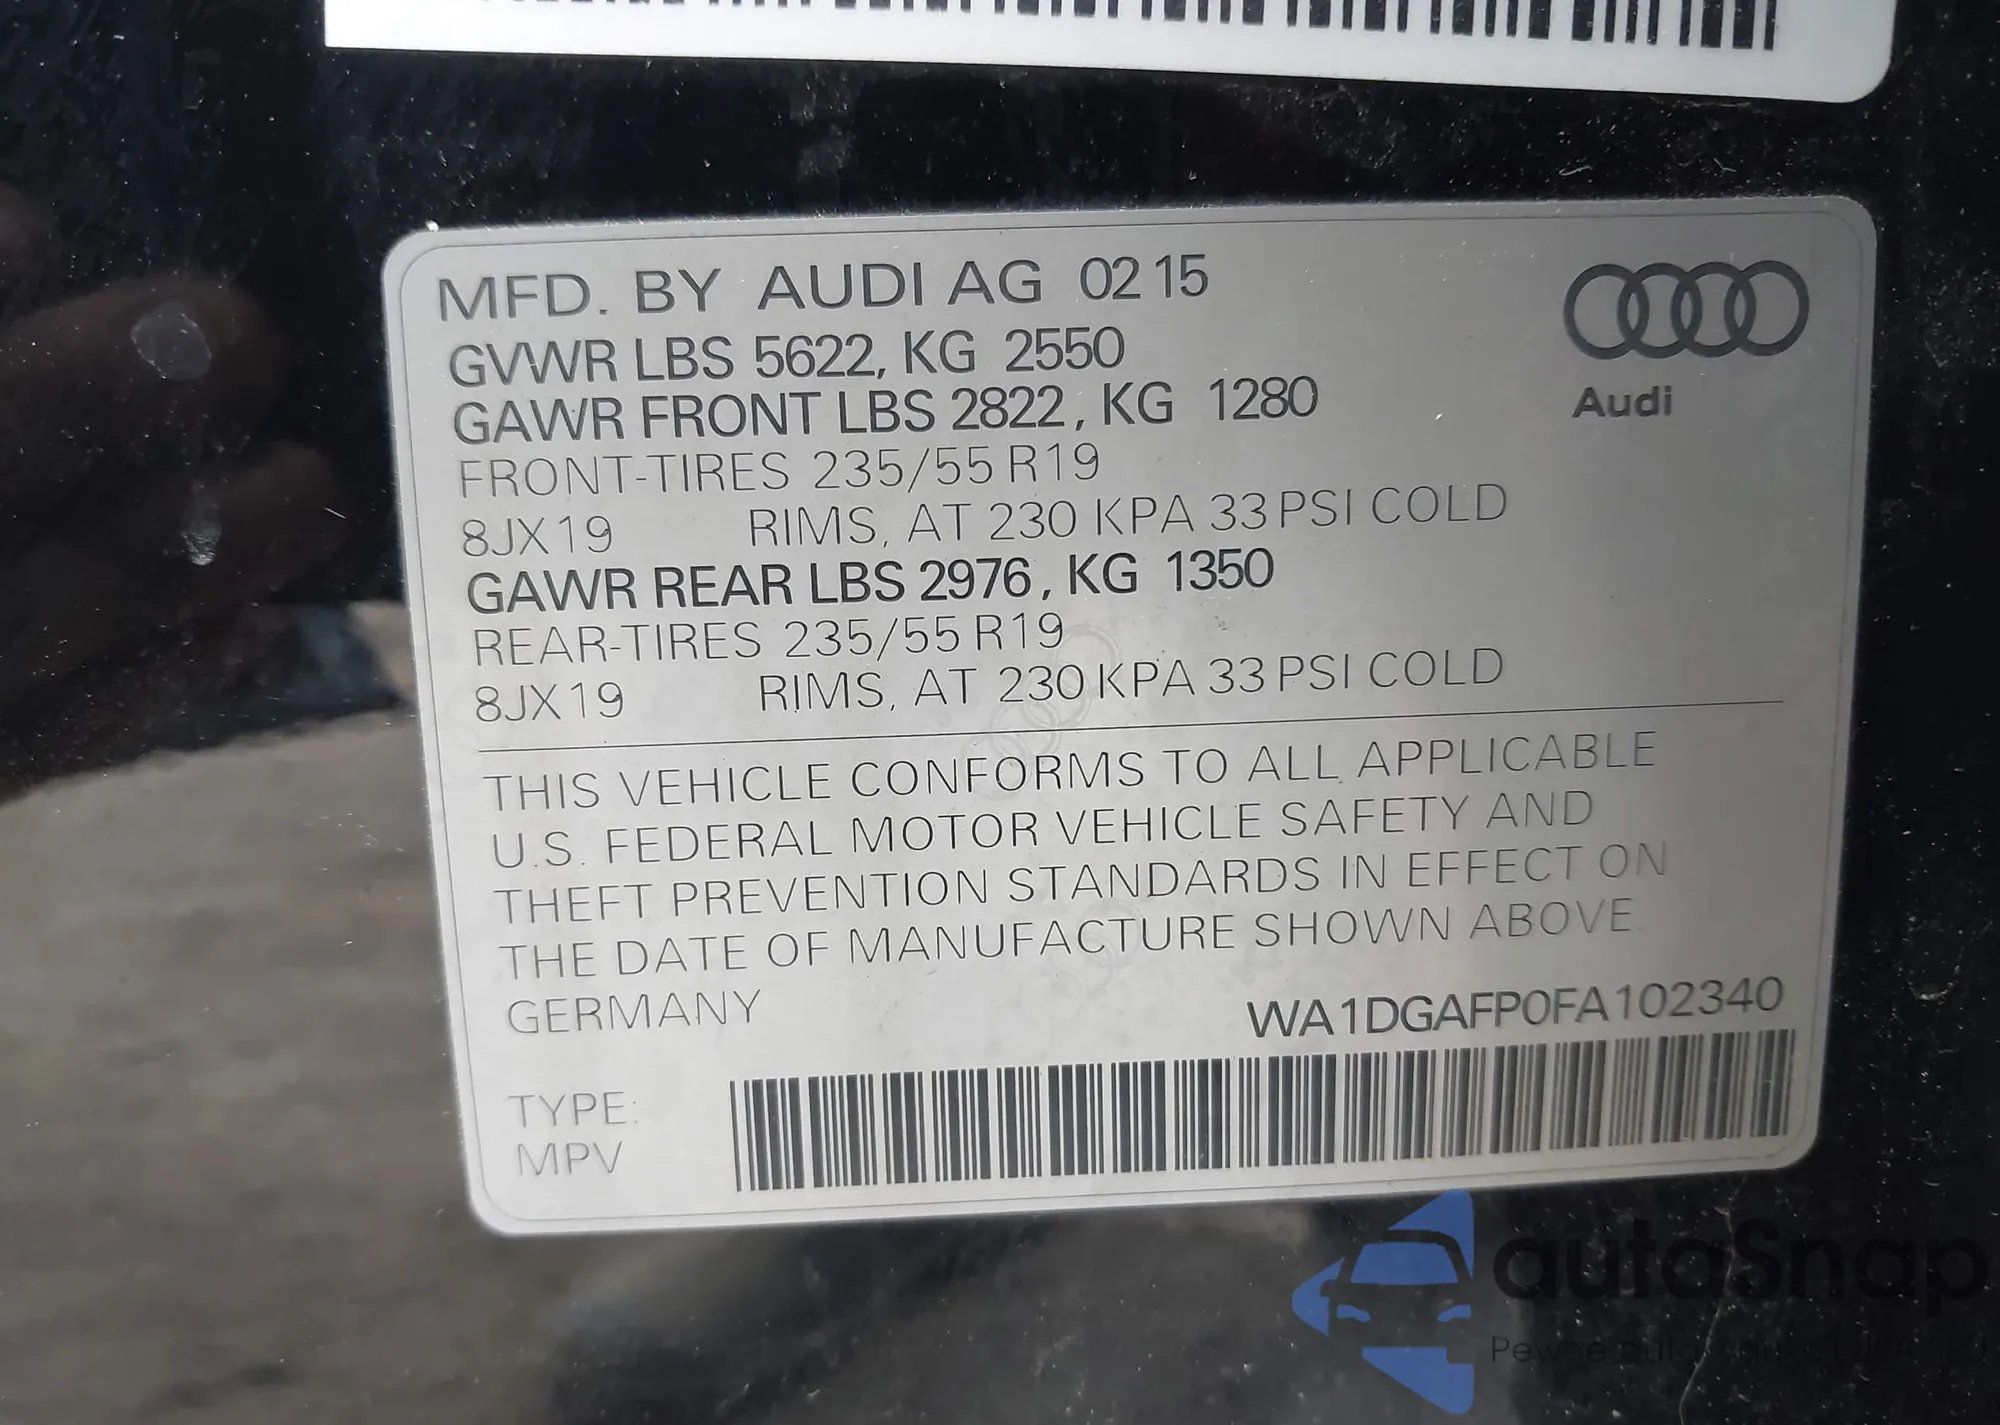 MFD. BY AUDI AG 02 15
GVWR LBS 5622, KG 2550
GAWR FRONT LBS 2822, KG 1280
FRONT-TIRES 235/55 R19
8JX19 RIMS, AT 230 KPA 33 PSI COLD
GAWR REAR LBS 2976, KG 1350
REAR-TIRES 235/55 R19
8JX19 RIMS, AT 230 KPA 33 PSI COLD
Audi
THIS VEHICLE CONFORMS TO ALL APPLICABLE
U.S. FEDERAL MOTOR VEHICLE SAFETY AND
THEFT PREVENTION STANDARDS IN EFFECT ON
THE DATE OF MANUFACTURE SHOWN ABOVE.
GERMANY WA1DGAFP0FA102340
TYPE:
MPV
autaSnap
Pewne auta